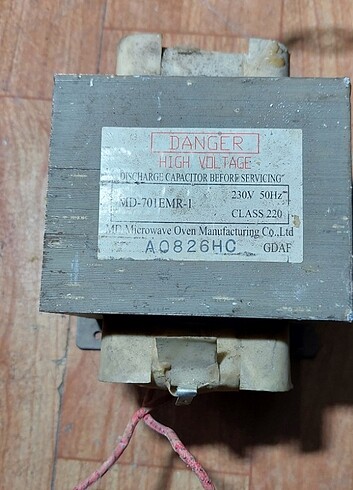 DANGER
HIGH VOLTAGE
"DISCHARGE CAPACITOR BEFORE SERVICING"
MD-701EMR-1
230V 50Hz
CLASS 220
MD Microwave Oven Manufacturing Co.,Ltd
A0826HC
GDAF